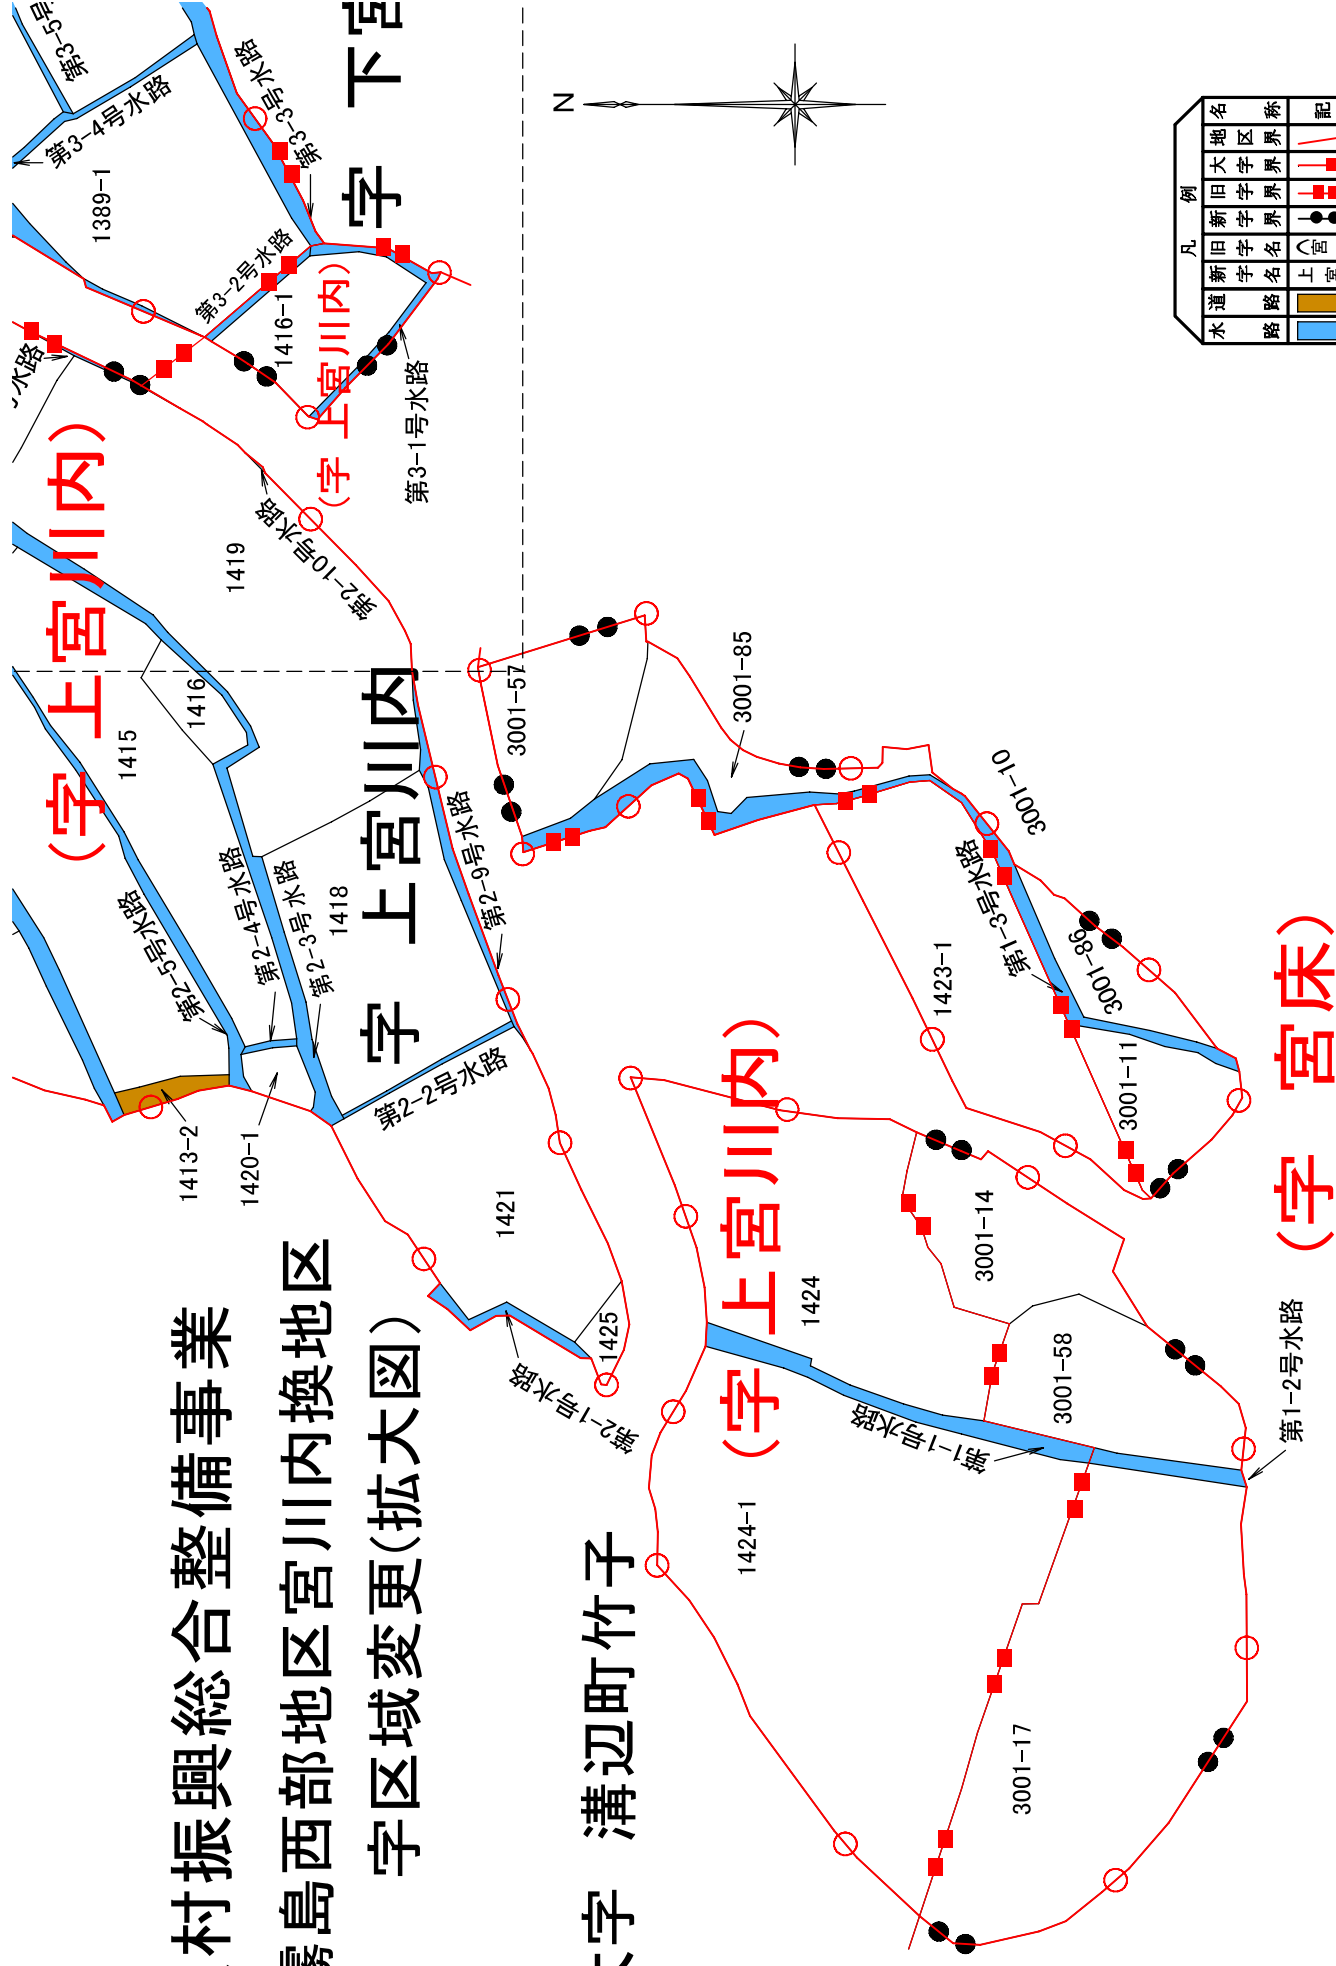 村振興総合整備事業
霧島西部地区宮川内換地区
字区域変更(拡大図)
字 溝辺町竹子
字 上宮川内
字 下宮
(字 上宮川内)
(字 上宮川内)
(字 上宮川内)
(字 宮床)
N
凡 例
名 称
地区界
大字界
旧字界
新字界
旧字名
新字名
道 路
水 路
記
(宮
上宮
第3-5号
第3-4号水路
第3-3号水路
第3-2号水路
第3-1号水路
号水路
第2-10号水路
第2-9号水路
第2-5号水路
第2-4号水路
第2-3号水路
第2-2号水路
第2-1号水路
第1-3号水路
第1-1号水路
第1-2号水路
1389-1
1416-1
1419
1416
1415
1418
1413-2
1420-1
1421
1425
3001-57
3001-85
3001-10
3001-86
1423-1
3001-11
3001-14
1424
3001-58
1424-1
3001-17